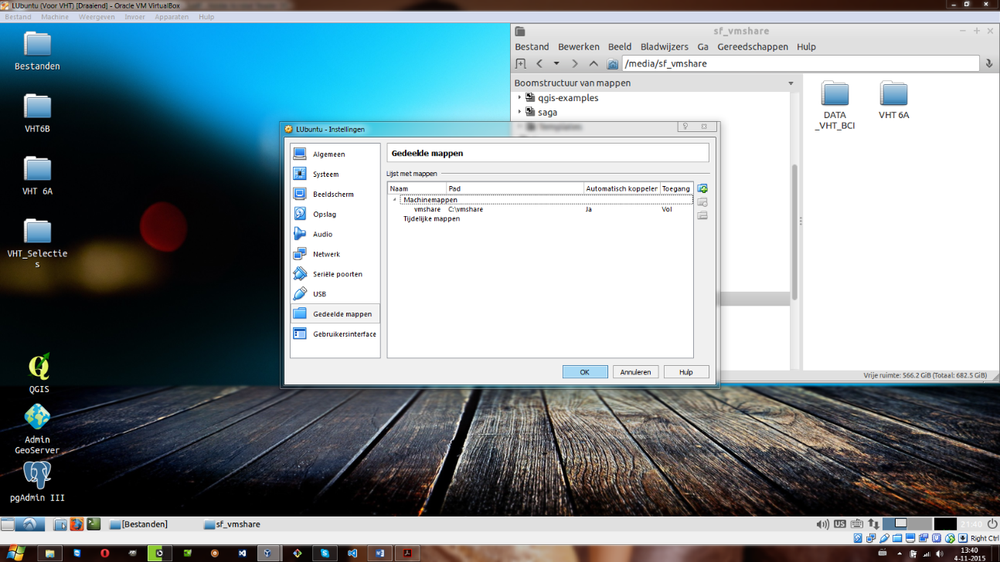 LUbuntu (Voor VHT) [Draaiend] - Oracle VM VirtualBox
Bestand Machine Weergeven Invoer Apparaten Hulp
Bestanden
VHT6B
VHT 6A
VHT_Selectie
s
QGIS
Admin
GeoServer
pgAdmin III
sf_vmshare
Bestand Bewerken Beeld Bladwijzers Ga Gereedschappen Hulp
/media/sf_vmshare
Boomstructuur van mappen
qgis-examples
saga
Templates
DATA
_VHT_BCI
VHT 6A
Vrije ruimte: 566.2 GiB (Totaal: 682.5 GiB)
LUbuntu - Instellingen
Algemeen
Systeem
Beeldscherm
Opslag
Audio
Netwerk
Seriële poorten
USB
Gedeelde mappen
Gebruikersinterface
Gedeelde mappen
Lijst met mappen
Naam Pad Automatisch koppelen Toegang
Machinemappen
vmshare C:\vmshare Ja Vol
Tijdelijke mappen
OK Annuleren Hulp
[Bestanden] sf_vmshare US 21:40
Right Ctrl
13:40
4-11-2015